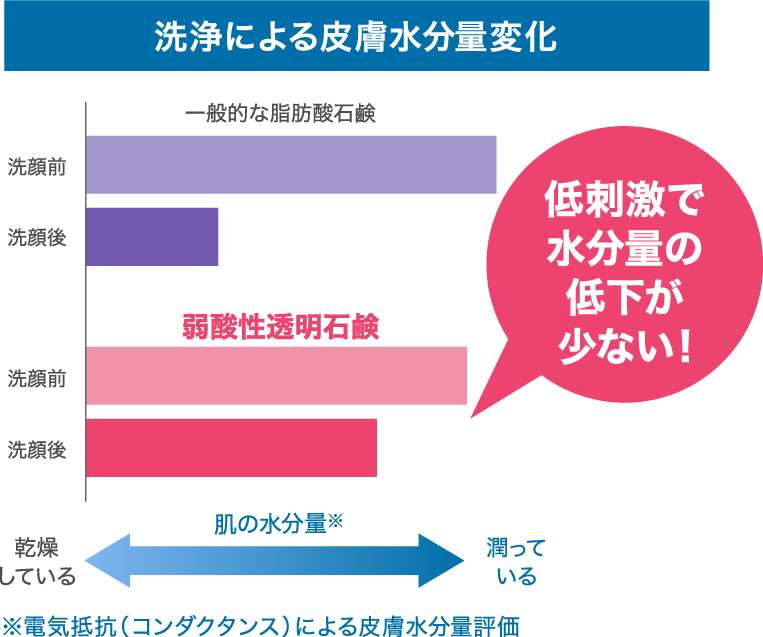 洗浄による皮膚水分量変化
一般的な脂肪酸石鹸
洗顔前
洗顔後
低刺激で
水分量の
低下が
少ない！
弱酸性透明石鹸
洗顔前
洗顔後
肌の水分量※
乾燥
している
潤って
いる
※電気抵抗（コンダクタンス）による皮膚水分量評価